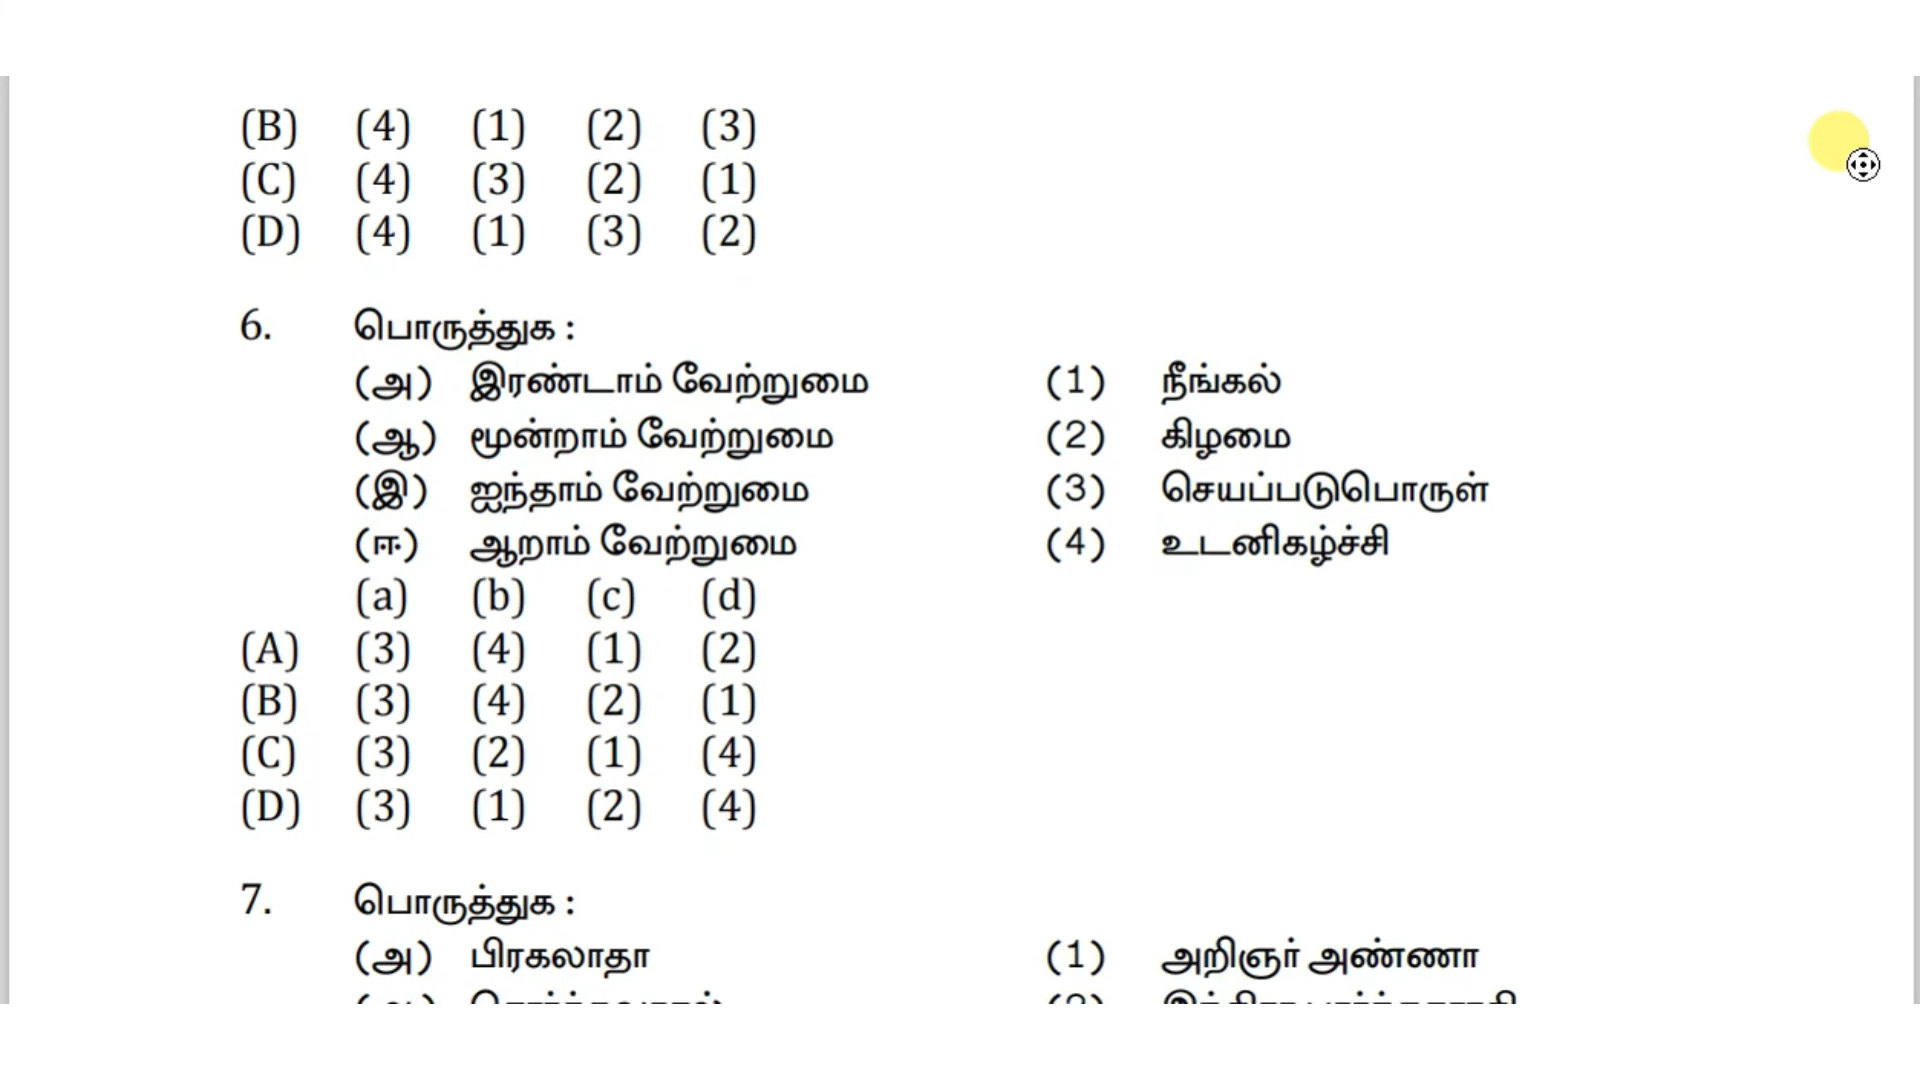 (B) (4) (1) (2) (3)
(C) (4) (3) (2) (1)
(D) (4) (1) (3) (2)
6. பொருத்துக :
(அ) இரண்டாம் வேற்றுமை (1) நீங்கல்
(ஆ) மூன்றாம் வேற்றுமை (2) கிழமை
(இ) ஐந்தாம் வேற்றுமை (3) செயப்படுபொருள்
(ஈ) ஆறாம் வேற்றுமை (4) உடனிகழ்ச்சி
(a) (b) (c) (d)
(A) (3) (4) (1) (2)
(B) (3) (4) (2) (1)
(C) (3) (2) (1) (4)
(D) (3) (1) (2) (4)
7. பொருத்துக :
(அ) பிரகலாதா (1) அறிஞர் அண்ணா